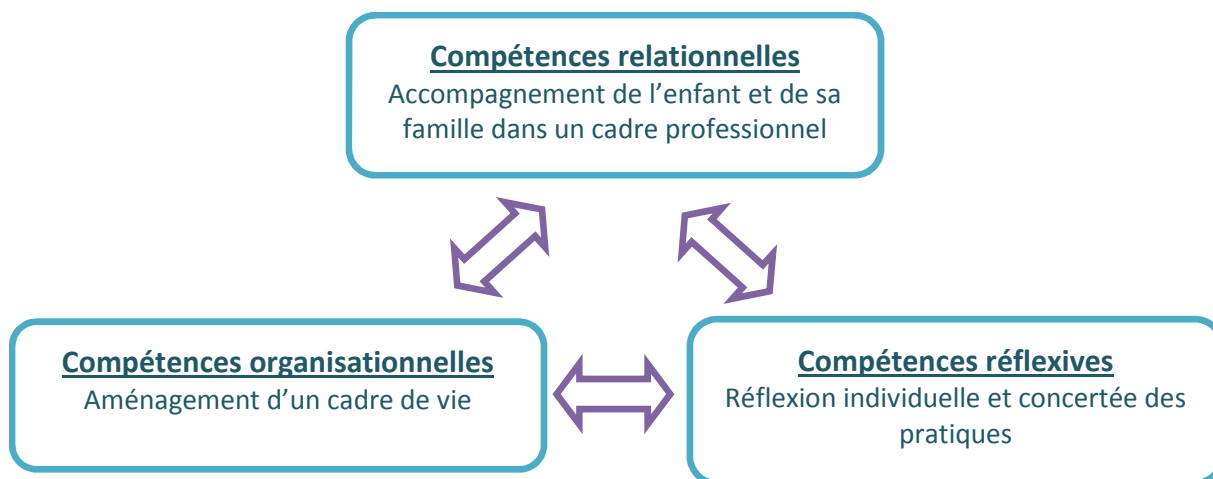 Compétences relationnelles
Accompagnement de l’enfant et de sa
famille dans un cadre professionnel
Compétences organisationnelles
Aménagement d’un cadre de vie
Compétences réflexives
Réflexion individuelle et concertée des
pratiques